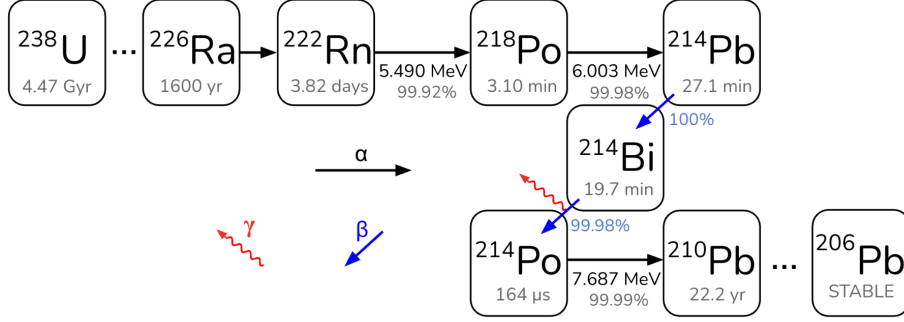 ²³⁸U ... ²²⁶Ra ²²²Rn ²¹⁸Po ²¹⁴Pb
4.47 Gyr 1600 yr 3.82 days 3.10 min 27.1 min
5.490 MeV 6.003 MeV
99.92% 99.98%
100%
²¹⁴Bi
19.7 min
α
99.98%
γ β
²¹⁴Po ²¹⁰Pb ... ²⁰⁶Pb
164 µs 22.2 yr STABLE
7.687 MeV
99.99%